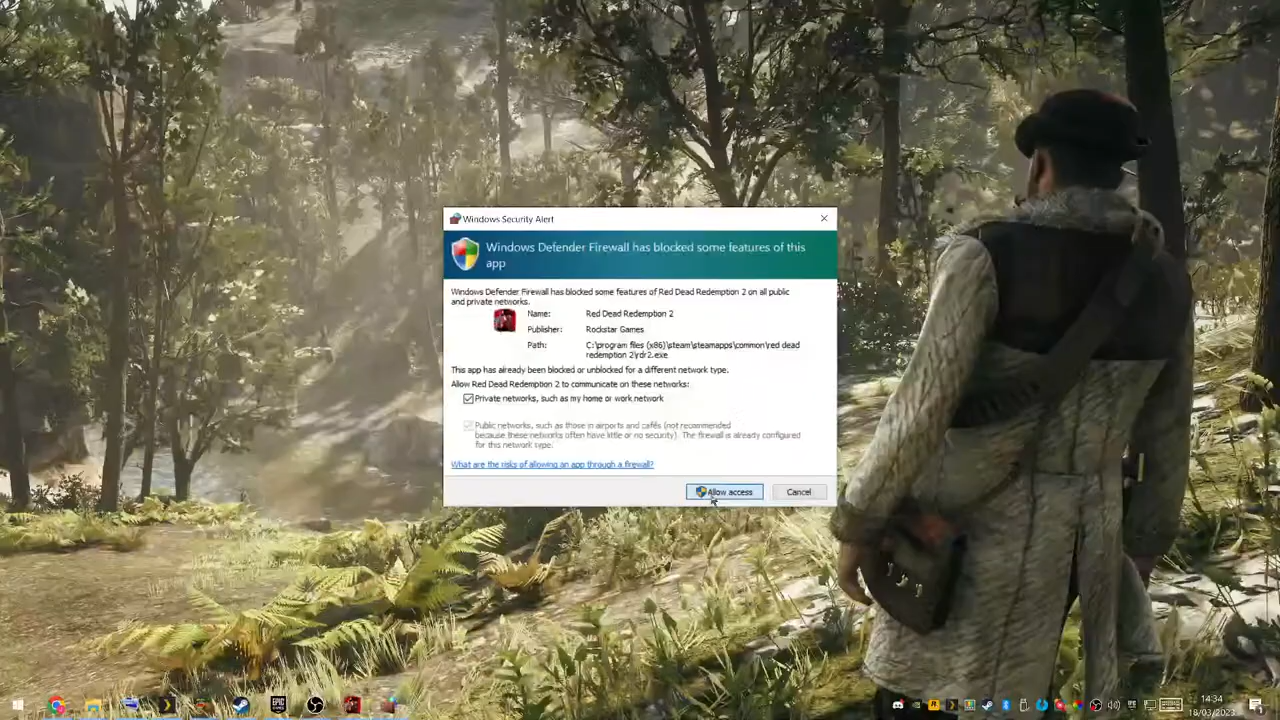 Windows Security Alert
Windows Defender Firewall has blocked some features of this
app
Windows Defender Firewall has blocked some features of Red Dead Redemption 2 on all public
and private networks.
Name: Red Dead Redemption 2
Publisher: Rockstar Games
Path: C:\program files (x86)\steam\steamapps\common\red dead
redemption 2\rdr2.exe
This app has already been blocked or unblocked for a different network type.
Allow Red Dead Redemption 2 to communicate on these networks:
Private networks, such as my home or work network
Public networks, such as those in airports and cafés (not recommended
because these networks often have little or no security). The firewall is already configured
for this network type.
What are the risks of allowing an app through a firewall?
Allow access Cancel
EPIC
14:34
18/03/2023